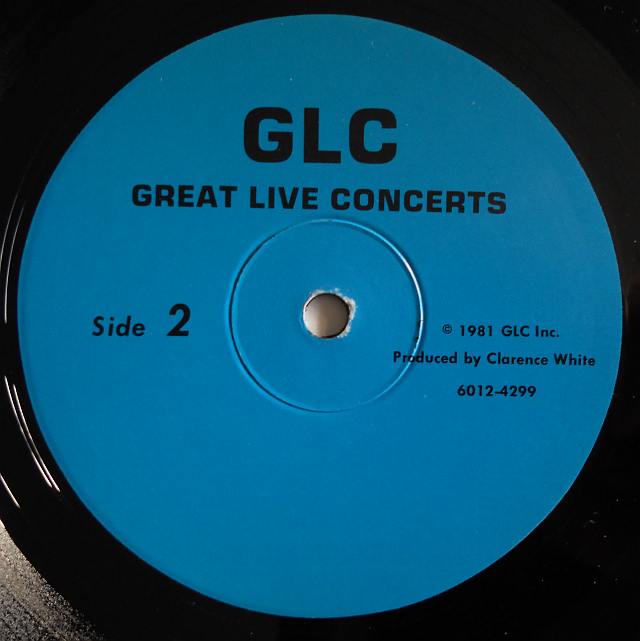 GLC
GREAT LIVE CONCERTS
Side 2
© 1981 GLC Inc.
Produced by Clarence White
6012-4299